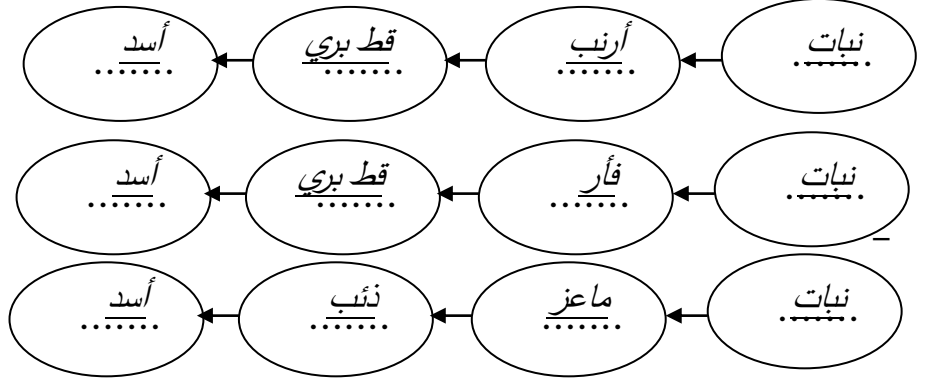 نبات أرنب قط بري أسد
نبات فأر قط بري أسد
نبات ماعز ذئب أسد